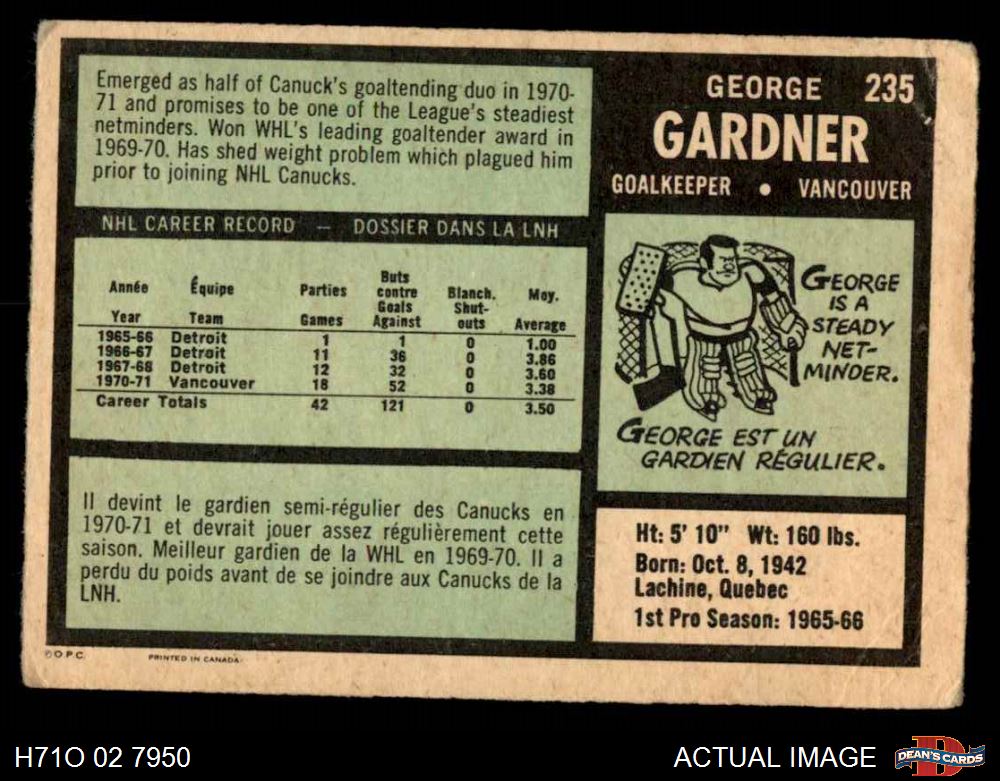 Emerged as half of Canuck's goaltending duo in 1970-
71 and promises to be one of the League's steadiest
netminders. Won WHL's leading goaltender award in
1969-70. Has shed weight problem which plagued him
prior to joining NHL Canucks.
GEORGE 235
GARDNER
GOALKEEPER • VANCOUVER
NHL CAREER RECORD — DOSSIER DANS LA LNH
Année Équipe Parties Buts contre Blanch. Moy.
Year Team Games Goals Against Shut-outs Average
1965-66 Detroit 1 1 0 1.00
1966-67 Detroit 11 36 0 3.86
1967-68 Detroit 12 32 0 3.60
1970-71 Vancouver 18 52 0 3.38
Career Totals 42 121 0 3.50
GEORGE
IS A
STEADY
NET-
MINDER.
GEORGE EST UN
GARDIEN RÉGULIER.
Il devint le gardien semi-régulier des Canucks en
1970-71 et devrait jouer assez régulièrement cette
saison. Meilleur gardien de la WHL en 1969-70. Il a
perdu du poids avant de se joindre aux Canucks de la
LNH.
Ht: 5' 10" Wt: 160 lbs.
Born: Oct. 8, 1942
Lachine, Quebec
1st Pro Season: 1965-66
© O.P.C. PRINTED IN CANADA
H71O 02 7950
ACTUAL IMAGE
D
DEAN'S CARDS